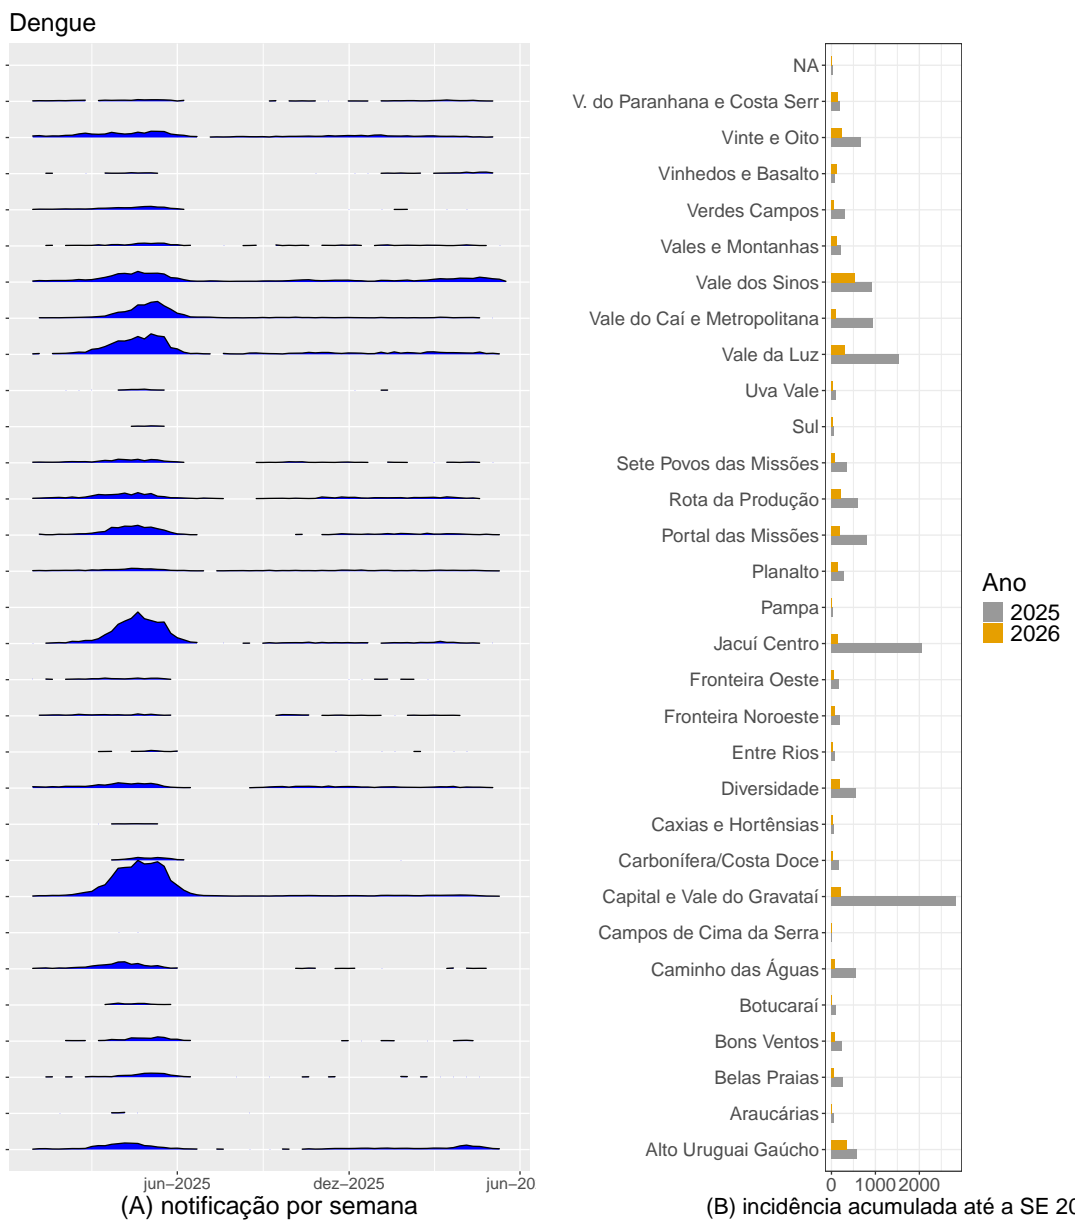 Dengue
NA
V. do Paranhana e Costa Serr
Vinte e Oito
Vinhedos e Basalto
Verdes Campos
Vales e Montanhas
Vale dos Sinos
Vale do Caí e Metropolitana
Vale da Luz
Uva Vale
Sul
Sete Povos das Missões
Rota da Produção
Portal das Missões
Planalto
Pampa
Jacuí Centro
Fronteira Oeste
Fronteira Noroeste
Entre Rios
Diversidade
Caxias e Hortênsias
Carbonífera/Costa Doce
Capital e Vale do Gravataí
Campos de Cima da Serra
Caminho das Águas
Botucaraí
Bons Ventos
Belas Praias
Araucárias
Alto Uruguai Gaúcho
Ano
2025
2026
jun−2025 dez−2025 jun−20
0 1000 2000
(A) notificação por semana
(B) incidência acumulada até a SE 20